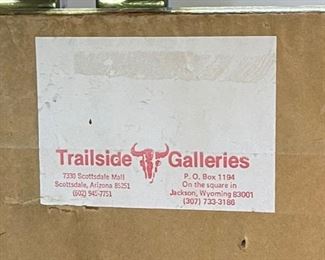 Trailside Galleries
7330 Scottsdale Mall
Scottsdale, Arizona 85251
(602) 945-7751
P.O. Box 1194
On the square in
Jackson, Wyoming 83001
(307) 733-3186